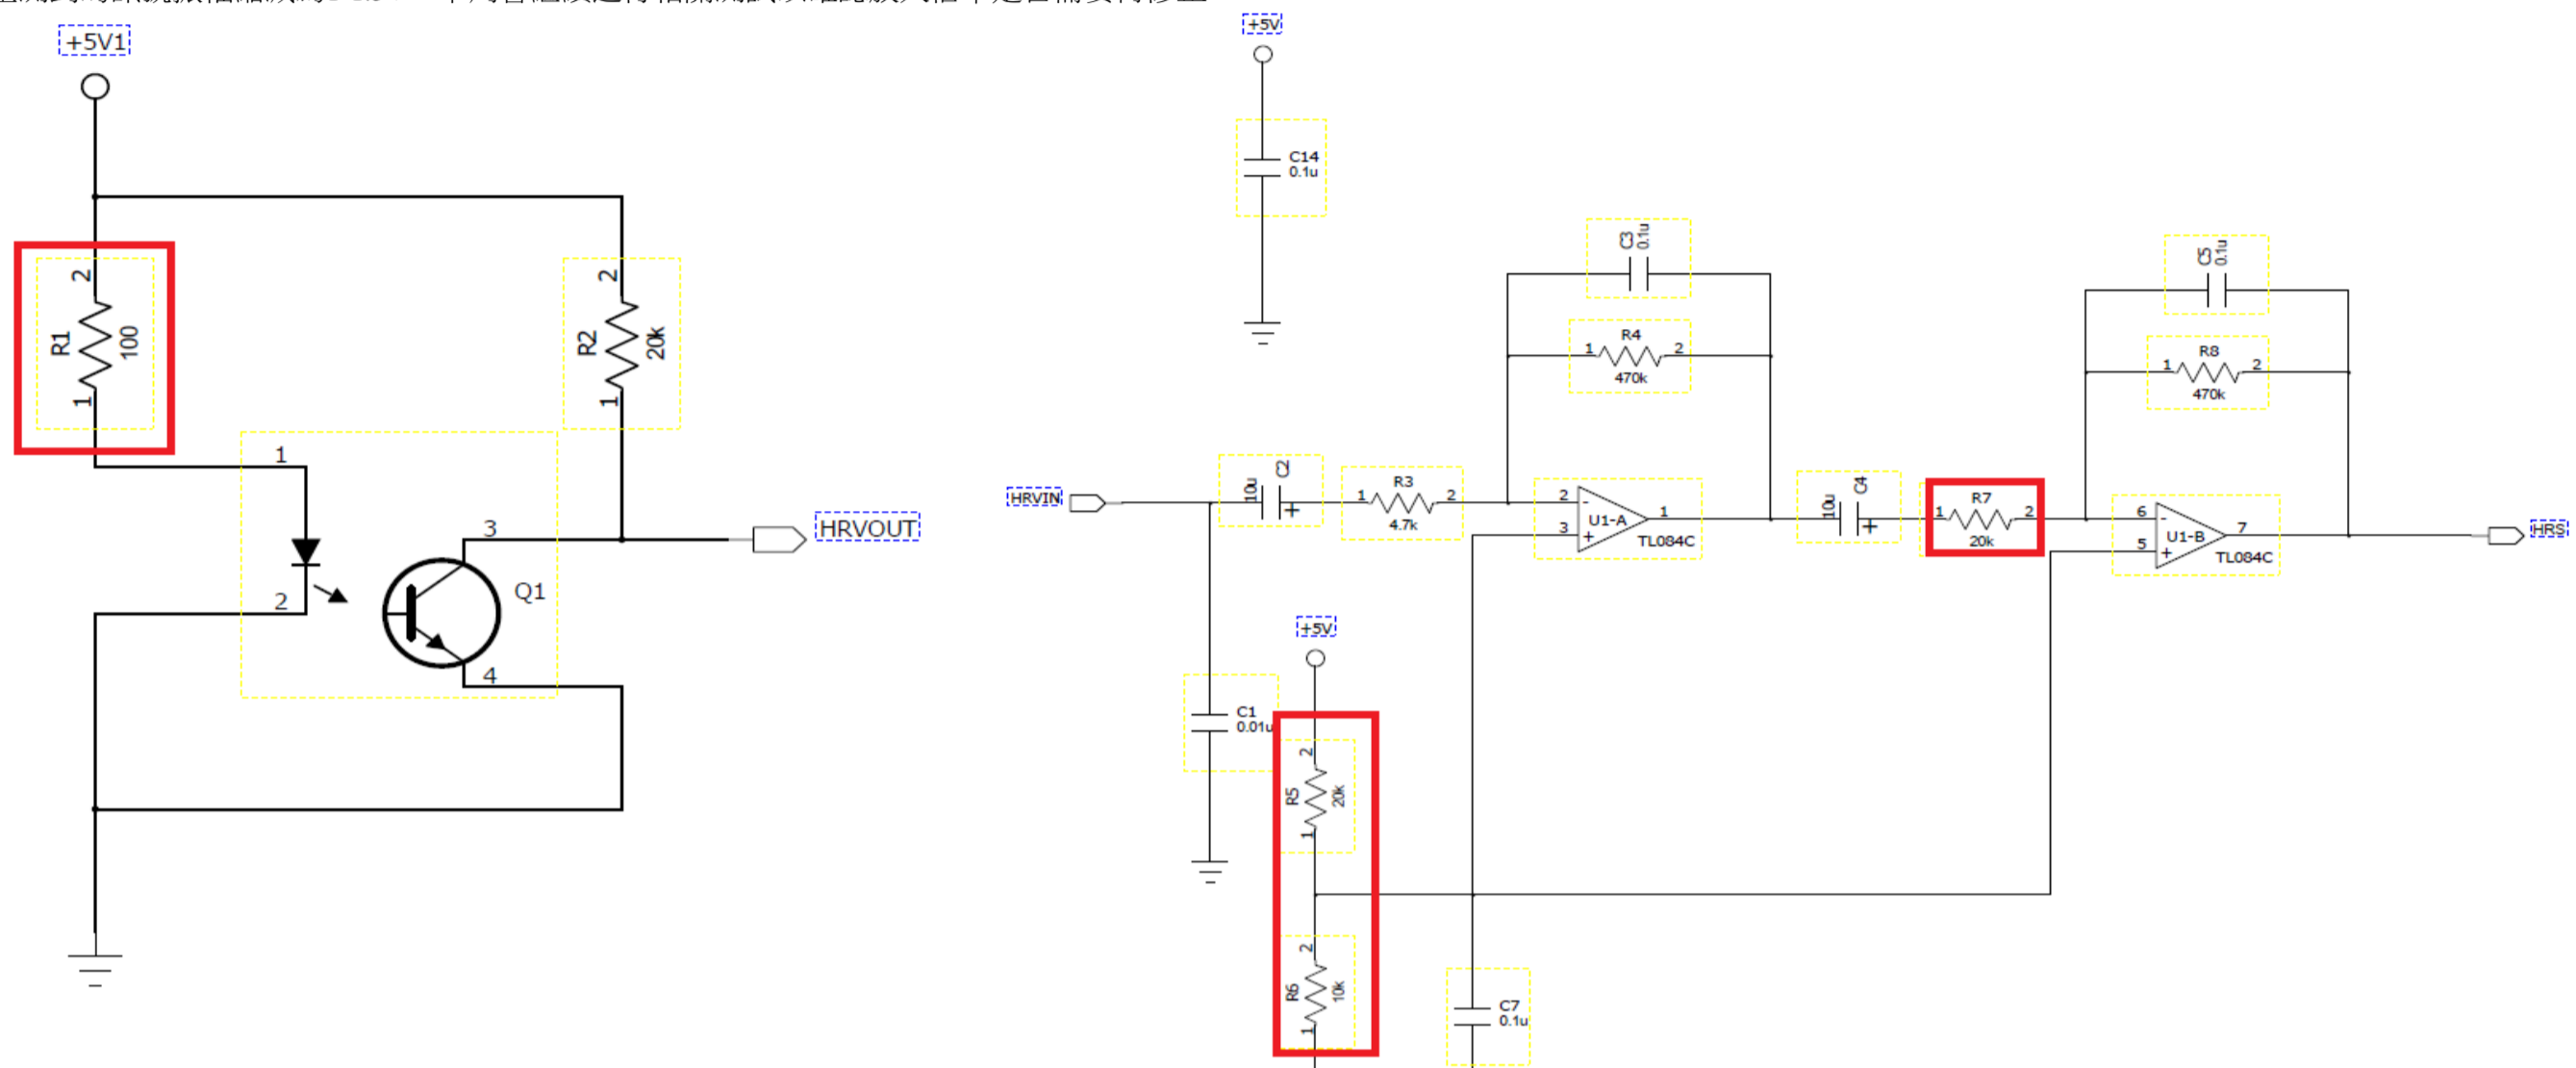 +5V1
2
R1
100
1
2
R2
20k
1
1
2
3
Q1
4
HRVOUT
+5V
C14
0.1u
C3
0.1u
1
R4
2
470k
C5
0.1u
1
R8
2
470k
HRVIN
10u
C2
+
1
R3
2
4.7k
2
-
3
+
U1-A
1
TL084C
10u
C4
+
1
R7
2
20k
6
-
5
+
U1-B
7
TL084C
HRS
C1
0.01u
+5V
2
R5
20k
1
2
R6
10k
1
C7
0.1u